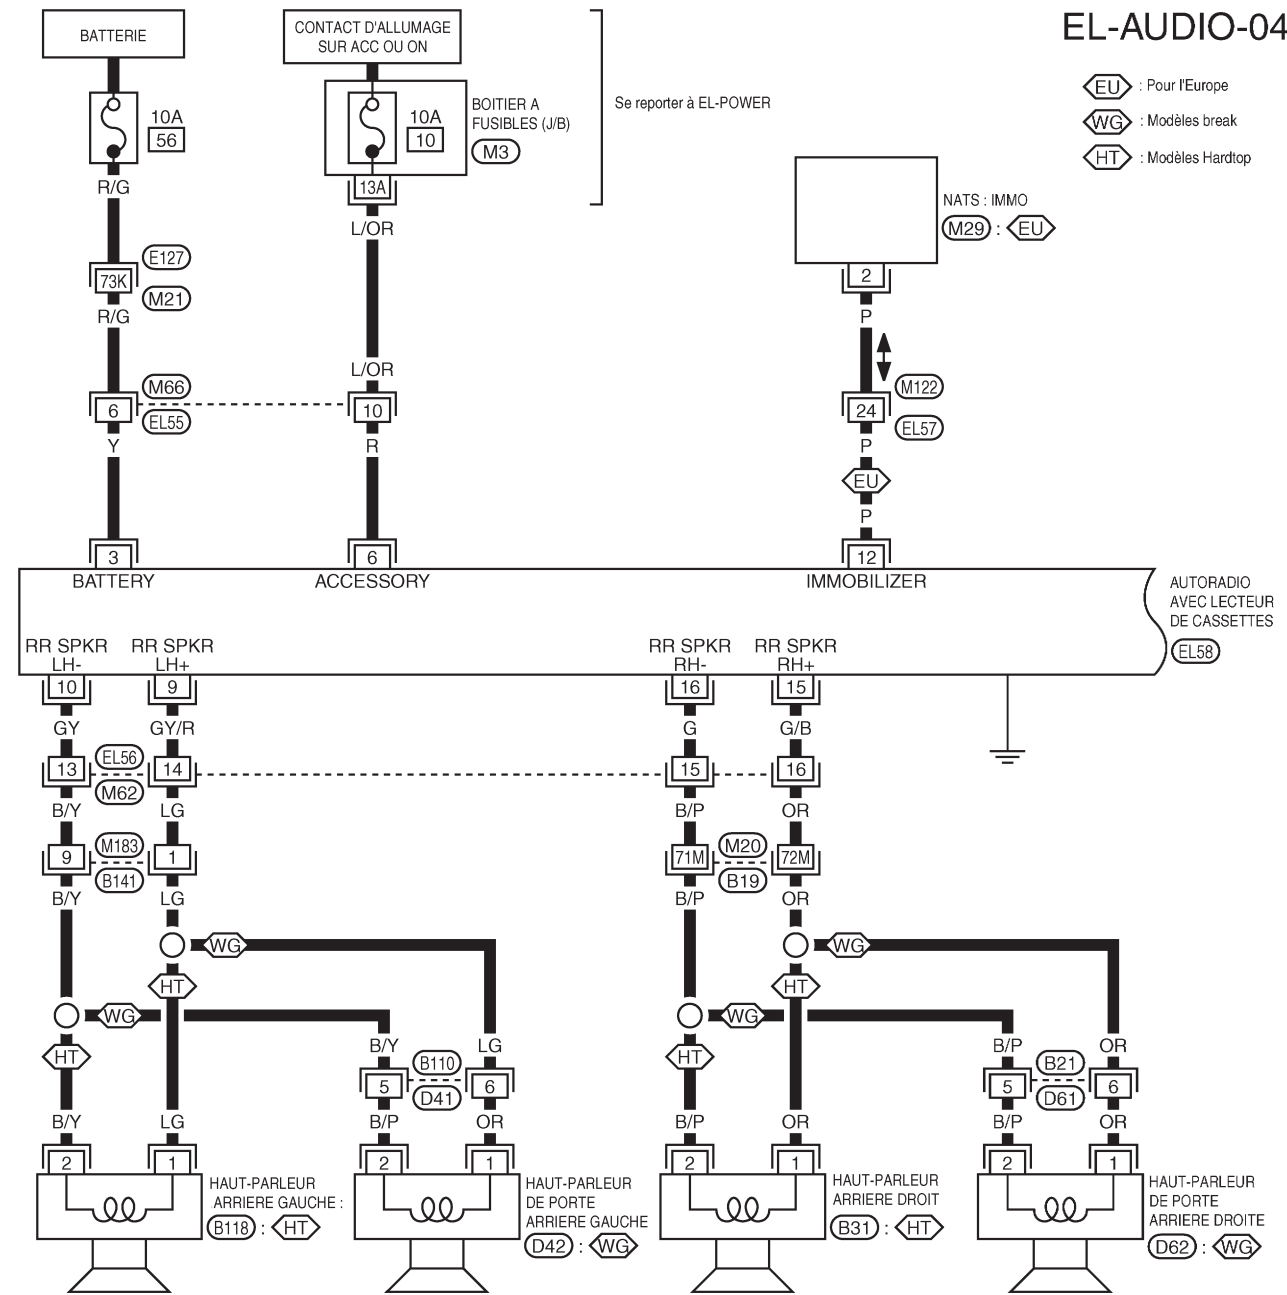 EL-AUDIO-04
BATTERIE
CONTACT D'ALLUMAGE
SUR ACC OU ON
EU : Pour l'Europe
WG : Modèles break
HT : Modèles Hardtop
Se reporter à EL-POWER
10A
56
10A
10
BOITIER A
FUSIBLES (J/B)
M3
13A
R/G
L/OR
NATS : IMMO
M29 : EU
E127
73K
M21
2
R/G
P
L/OR
M66
M122
6
10
24
EL55
EL57
Y
R
P
EU
P
3
6
12
BATTERY
ACCESSORY
IMMOBILIZER
AUTORADIO
AVEC LECTEUR
DE CASSETTES
EL58
RR SPKR
LH-
RR SPKR
LH+
RR SPKR
RH-
RR SPKR
RH+
10
9
16
15
GY
GY/R
G
G/B
EL56
13
14
15
16
M62
B/Y
LG
B/P
OR
M183
M20
9
1
71M
72M
B141
B19
B/Y
LG
B/P
OR
WG
WG
HT
HT
WG
WG
HT
HT
B/Y
LG
B/P
OR
B110
B21
5
6
5
6
D41
D61
B/Y
LG
B/P
OR
B/P
OR
B/P
OR
2
1
2
1
2
1
2
1
HAUT-PARLEUR
ARRIERE GAUCHE :
B118 : HT
HAUT-PARLEUR
DE PORTE
ARRIERE GAUCHE
D42 : WG
HAUT-PARLEUR
ARRIERE DROIT
B31 : HT
HAUT-PARLEUR
DE PORTE
ARRIERE DROITE
D62 : WG